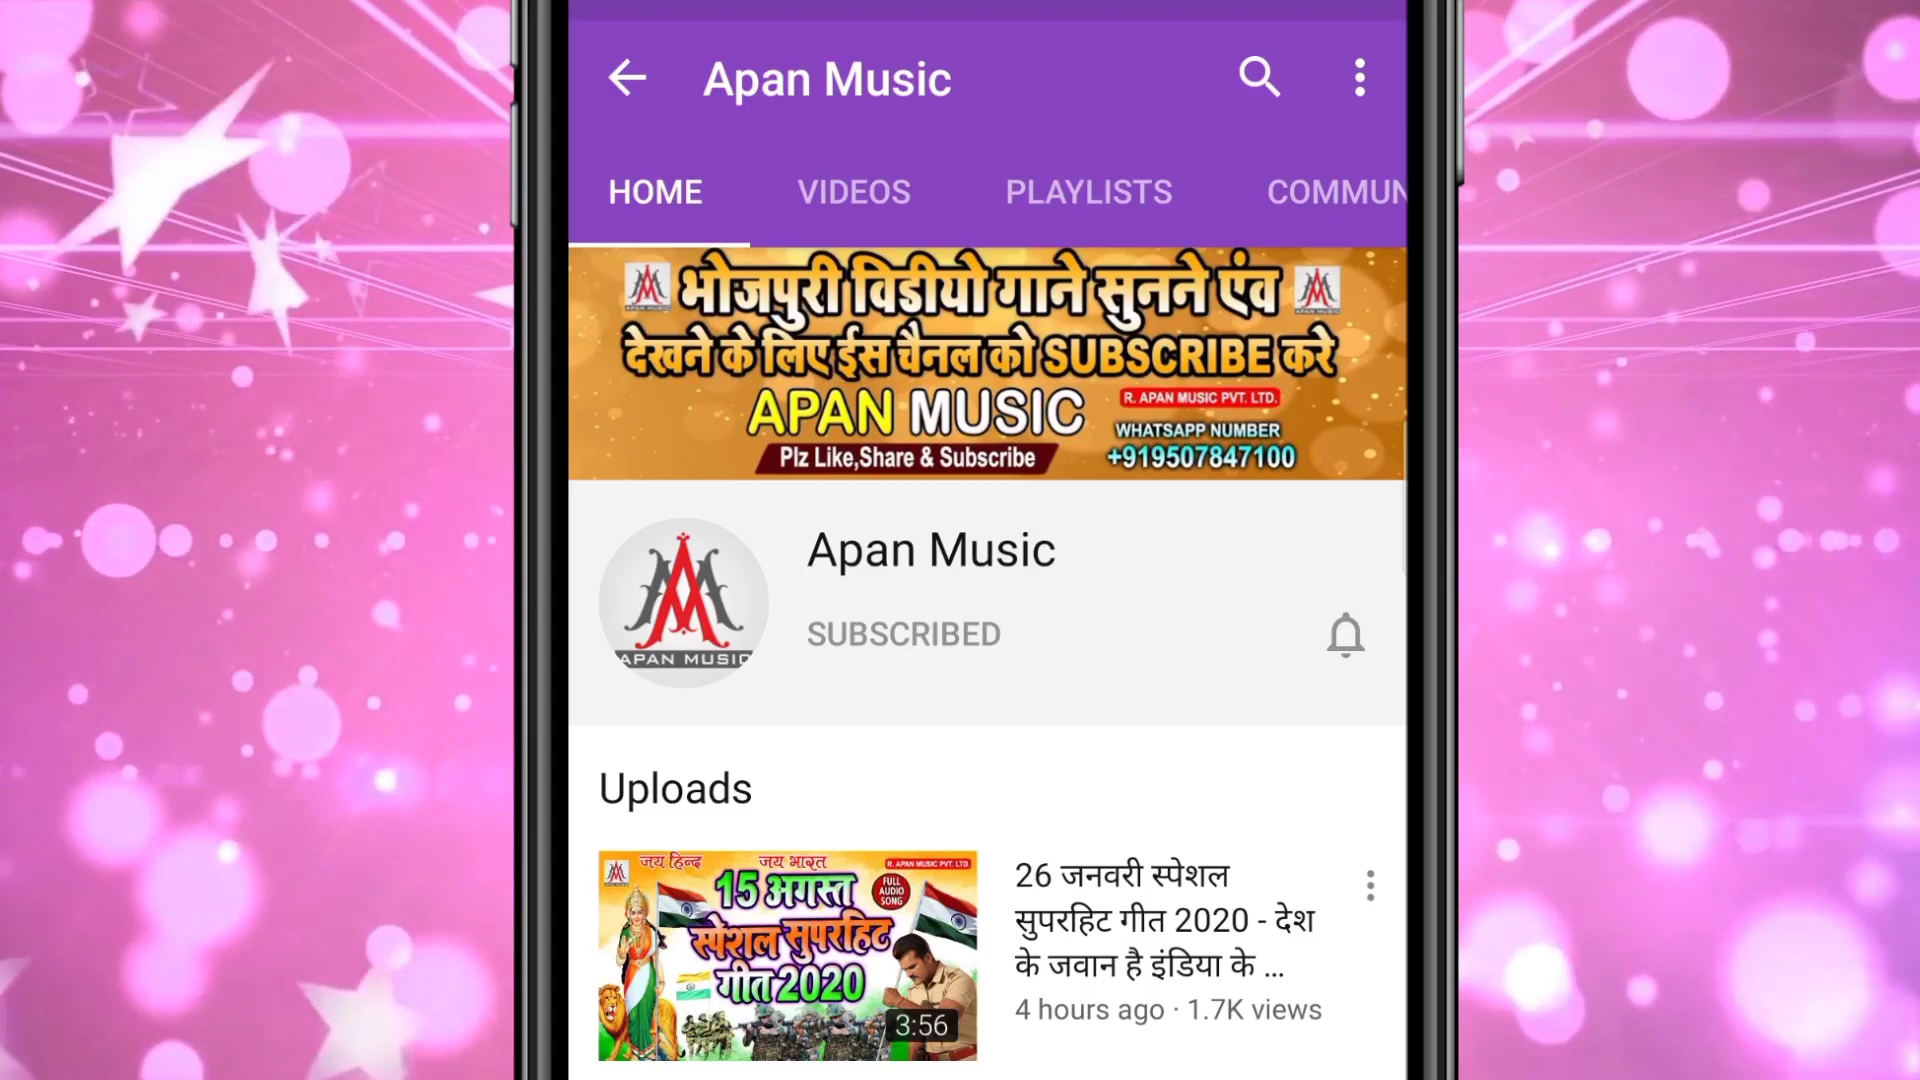 Apan Music
HOME VIDEOS PLAYLISTS COMMUN
भोजपुरी विडीयो गाने सुनने एंव
देखने के लिए ईस चैनल को SUBSCRIBE करे
APAN MUSIC
R. APAN MUSIC PVT. LTD.
WHATSAPP NUMBER
Plz Like,Share & Subscribe
+919507847100
Apan Music
APAN MUSIC
SUBSCRIBED
Uploads
जय हिन्द जय भारत
R. APAN MUSIC PVT. LTD
15 अगस्त
FULL
AUDIO
SONG
स्पेशल सुपरहिट
गीत 2020
3:56
26 जनवरी स्पेशल
सुपरहिट गीत 2020 - देश
के जवान है इंडिया के ...
4 hours ago · 1.7K views